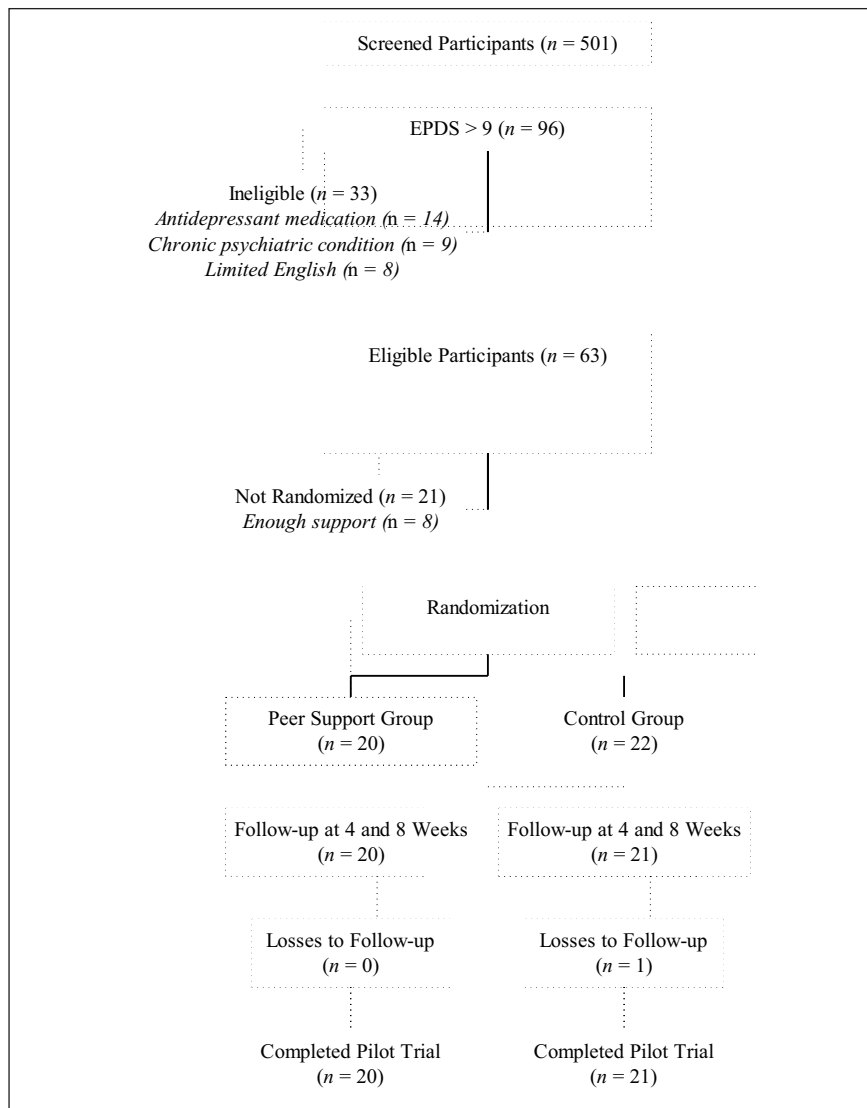 Screened Participants (n = 501)
EPDS > 9 (n = 96)
Ineligible (n = 33)
Antidepressant medication (n = 14)
Chronic psychiatric condition (n = 9)
Limited English (n = 8)
Eligible Participants (n = 63)
Not Randomized (n = 21)
Enough support (n = 8)
Randomization
Peer Support Group
(n = 20)
Control Group
(n = 22)
Follow-up at 4 and 8 Weeks
(n = 20)
Follow-up at 4 and 8 Weeks
(n = 21)
Losses to Follow-up
(n = 0)
Losses to Follow-up
(n = 1)
Completed Pilot Trial
(n = 20)
Completed Pilot Trial
(n = 21)